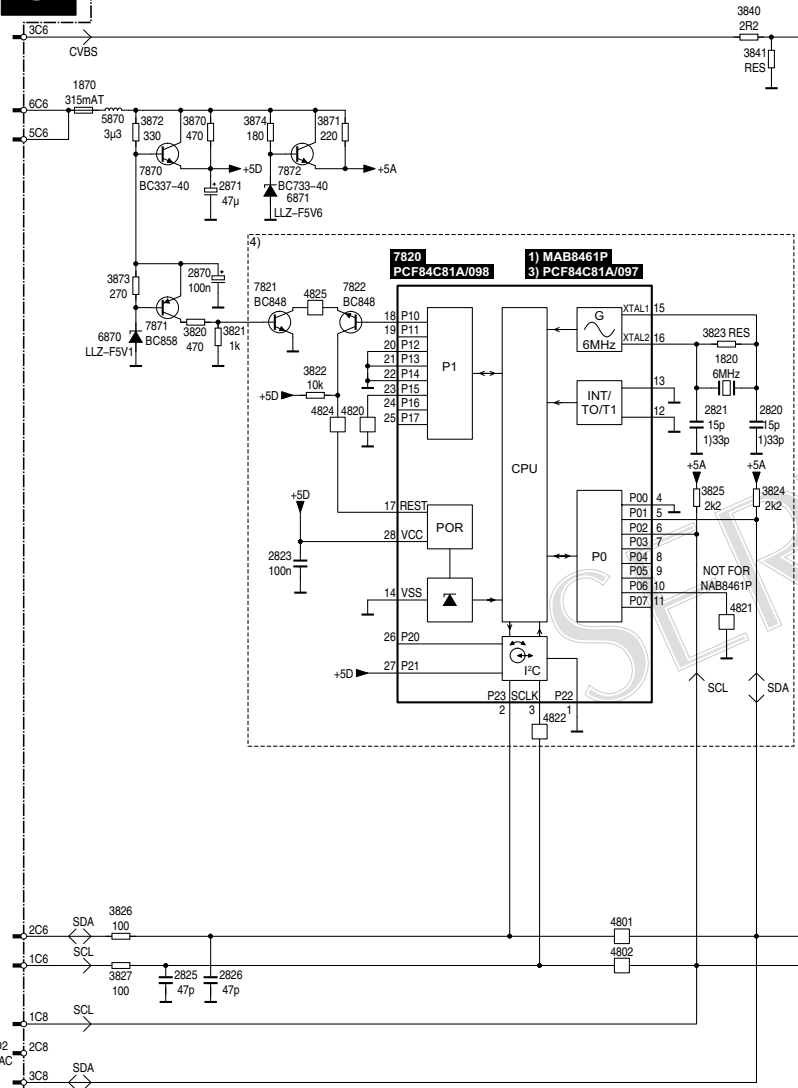 3C6
CVBS
3840
2R2
3841
RES
1870
315mAT
6C6
5C6
5870
3µ3
3872
330
3870
470
3874
180
3871
220
7870
BC337-40
+5D
2871
47µ
7872
BC733-40
6871
LLZ-F5V6
+5A
4)
7820
PCF84C81A/098
1) MAB8461P
3) PCF84C81A/097
3873
270
2870
100n
7871
BC858
6870
LLZ-F5V1
3820
470
3821
1k
7821
BC848
4825
7822
BC848
3822
10k
+5D
4824
4820
18 P10
19 P11
20 P12
21 P13
22 P14
23 P15
24 P16
25 P17
P1
CPU
G
6MHz
XTAL1 15
XTAL2 16
3823 RES
1820
6MHz
INT/
TO/T1
13
12
2821
15p
1)33p
2820
15p
1)33p
+5A
+5A
3825
2k2
3824
2k2
+5D
17 REST
28 VCC
POR
2823
100n
14 VSS
26 P20
27 P21
+5D
P0
P00 4
P01 5
P02 6
P03 7
P04 8
P05 9
P06 10
P07 11
NOT FOR
NAB8461P
4821
I²C
P23 SCLK P22
2 3 1
4822
SCL
SDA
SER
2C6
SDA
3826
100
4801
1C6
SCL
3827
100
2825
47p
2826
47p
4802
1C8
SCL
2C8
AC
3C8
SDA